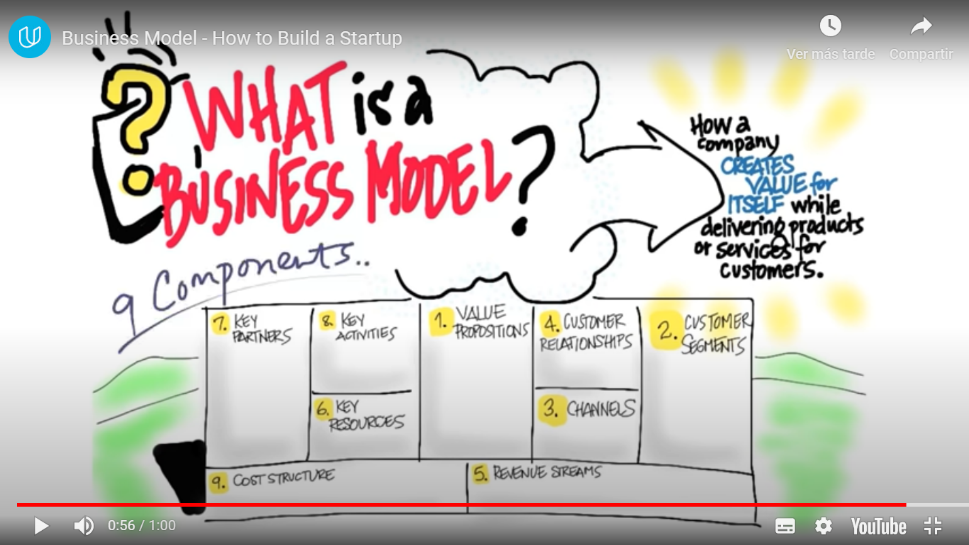 Business Model - How to Build a Startup
Ver más tarde
Compartir
WHAT is a
BUSINESS MODEL?
How a
company
CREATES
VALUE for
ITSELF while
delivering products
or services for
customers.
9 Components..
7. KEY
PARTNERS
8. KEY
ACTIVITIES
6. KEY
RESOURCES
1. VALUE
PROPOSITIONS
4. CUSTOMER
RELATIONSHIPS
3. CHANNELS
2. CUSTOMER
SEGMENTS
9. COST STRUCTURE
5. REVENUE STREAMS
0:56 / 1:00
YouTube